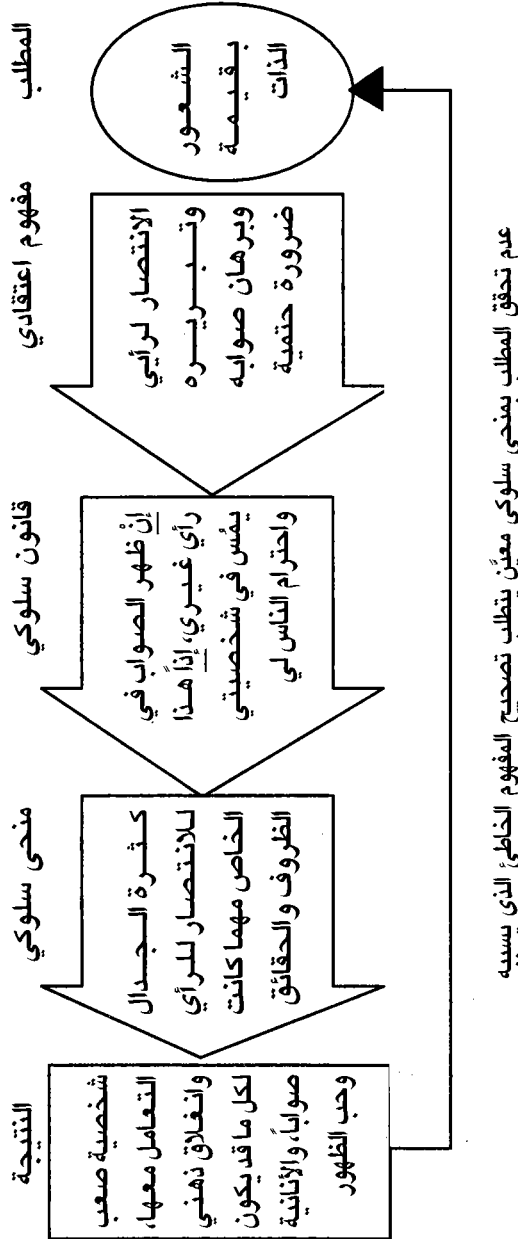 المطلب
الشعور
بقيمة
الذات
مفهوم اعتقادي
الانتصار لرأيي
وتبريره
وبرهان صوابه
ضرورة حتمية
قانون سلوكي
إنْ ظهر الصواب في
رأي غيري، إذاً هذا
يمُس في شخصيتي
واحترام الناس لي
منحى سلوكي
كثرة الجدال
للانتصار للرأي
الخاص مهما كانت
الظروف والحقائق
النتيجة
شخصية صعب
التعامل معها،
وانغلاق ذهني
لكل ما قد يكون
صواباً، والأنانية
وحب الظهور
عدم تحقق المطلب بمنحى سلوكي معيّن يتطلب تصحيح المفهوم الخاطئ الذي يسببه